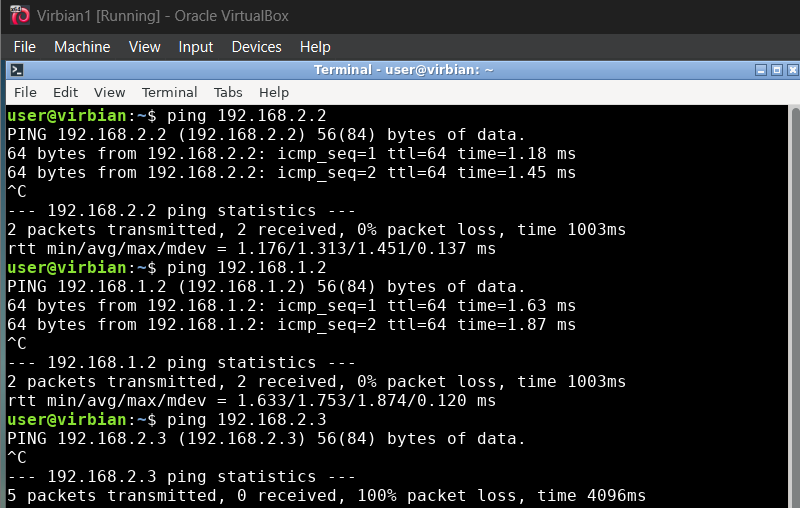 Virbian1 [Running] - Oracle VirtualBox
File Machine View Input Devices Help
Terminal - user@virbian: ~
File Edit View Terminal Tabs Help
user@virbian:~$ ping 192.168.2.2
PING 192.168.2.2 (192.168.2.2) 56(84) bytes of data.
64 bytes from 192.168.2.2: icmp_seq=1 ttl=64 time=1.18 ms
64 bytes from 192.168.2.2: icmp_seq=2 ttl=64 time=1.45 ms
^C
--- 192.168.2.2 ping statistics ---
2 packets transmitted, 2 received, 0% packet loss, time 1003ms
rtt min/avg/max/mdev = 1.176/1.313/1.451/0.137 ms
user@virbian:~$ ping 192.168.1.2
PING 192.168.1.2 (192.168.1.2) 56(84) bytes of data.
64 bytes from 192.168.1.2: icmp_seq=1 ttl=64 time=1.63 ms
64 bytes from 192.168.1.2: icmp_seq=2 ttl=64 time=1.87 ms
^C
--- 192.168.1.2 ping statistics ---
2 packets transmitted, 2 received, 0% packet loss, time 1003ms
rtt min/avg/max/mdev = 1.633/1.753/1.874/0.120 ms
user@virbian:~$ ping 192.168.2.3
PING 192.168.2.3 (192.168.2.3) 56(84) bytes of data.
^C
--- 192.168.2.3 ping statistics ---
5 packets transmitted, 0 received, 100% packet loss, time 4096ms